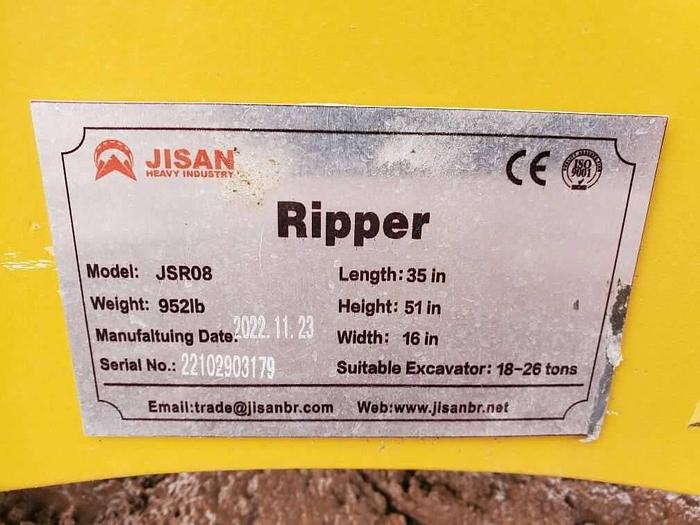 JISAN
HEAVY INDUSTRY
CE
ISO
9001
Ripper
Model: JSR08
Length: 35 in
Weight: 952lb
Height: 51 in
Manufaltuing Date: 2022.11.23
Width: 16 in
Serial No.: 22102903179
Suitable Excavator: 18-26 tons
Email:trade@jisanbr.com Web:www.jisanbr.net